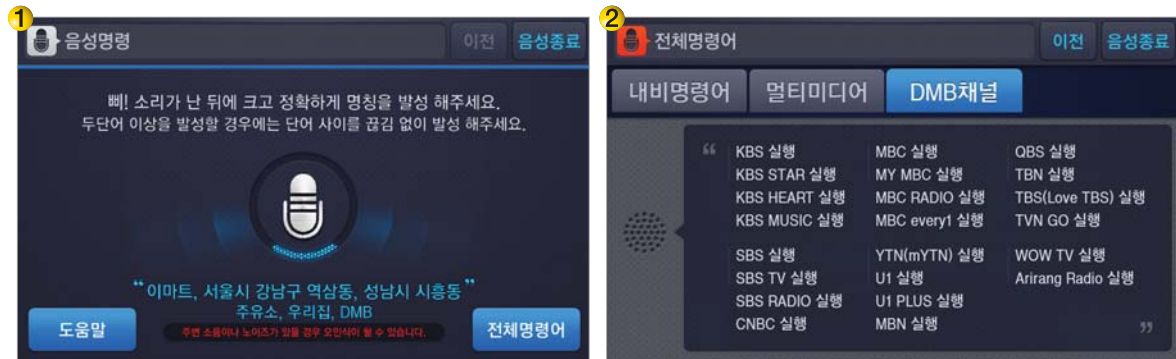 1
음성명령
이전
음성종료
삐! 소리가 난 뒤에 크고 정확하게 명칭을 발성 해주세요.
두단어 이상을 발성할 경우에는 단어 사이를 끊김 없이 발성 해주세요.
“이마트, 서울시 강남구 역삼동, 성남시 시흥동”
주유소, 우리집, DMB
도움말
주변 소음이나 노이즈가 있을 경우 오인식이 될 수 있습니다.
전체명령어
2
전체명령어
이전
음성종료
내비명령어
멀티미디어
DMB채널
“
KBS 실행
KBS STAR 실행
KBS HEART 실행
KBS MUSIC 실행
SBS 실행
SBS TV 실행
SBS RADIO 실행
CNBC 실행
MBC 실행
MY MBC 실행
MBC RADIO 실행
MBC every1 실행
YTN(mYTN) 실행
U1 실행
U1 PLUS 실행
MBN 실행
QBS 실행
TBN 실행
TBS(Love TBS) 실행
TVN GO 실행
WOW TV 실행
Arirang Radio 실행
”